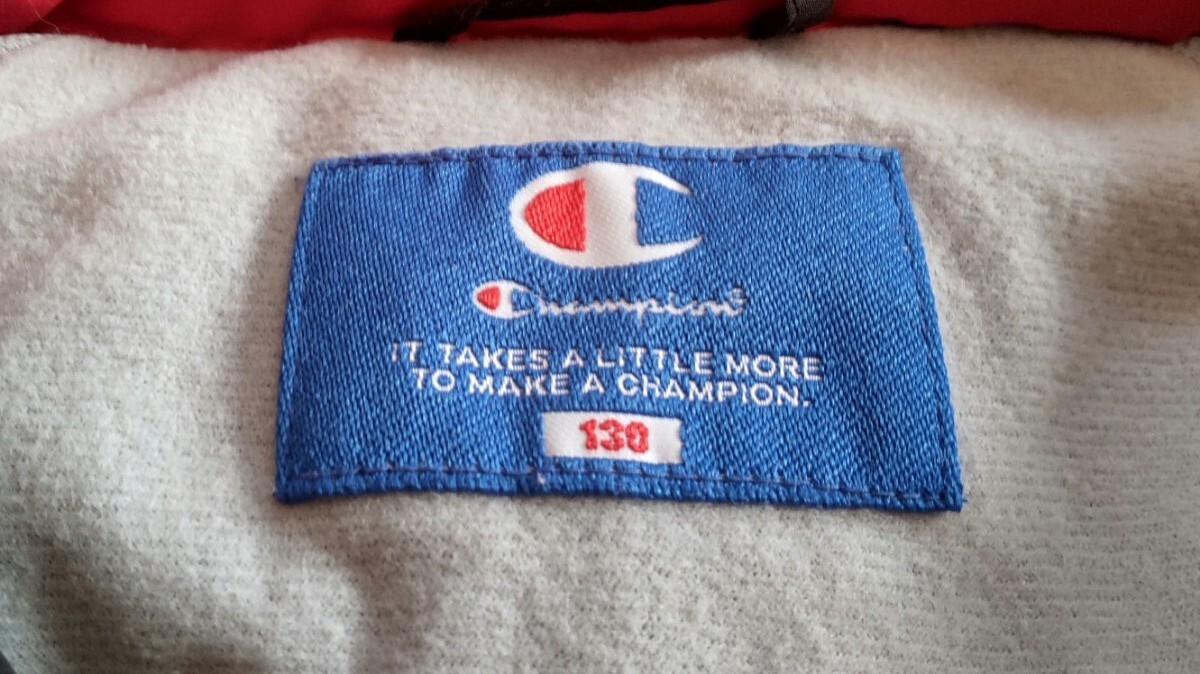 Champion
IT TAKES A LITTLE MORE
TO MAKE A CHAMPION.
130